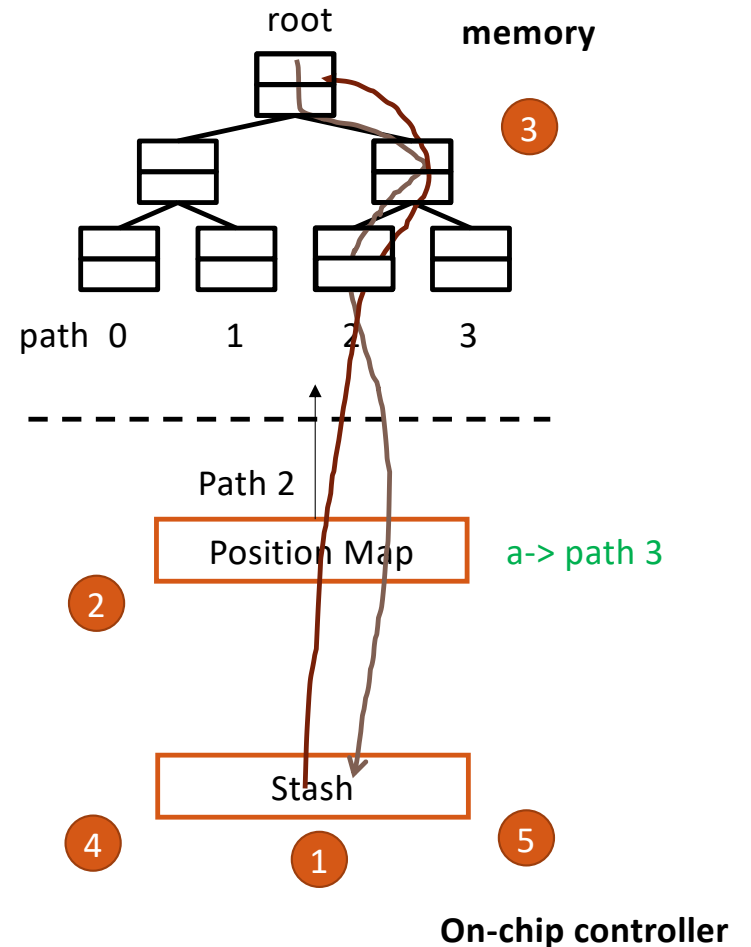 root
memory
3
path 0 1 2 3
Path 2
Position Map
a-> path 3
2
Stash
4
1
5
On-chip controller